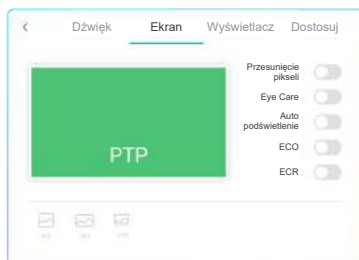 Dźwięk Ekran Wyświetlacz Dostosuj
Przesunięcie
pikseli
Eye Care
Auto
podświetlenie
PTP
ECO
ECR